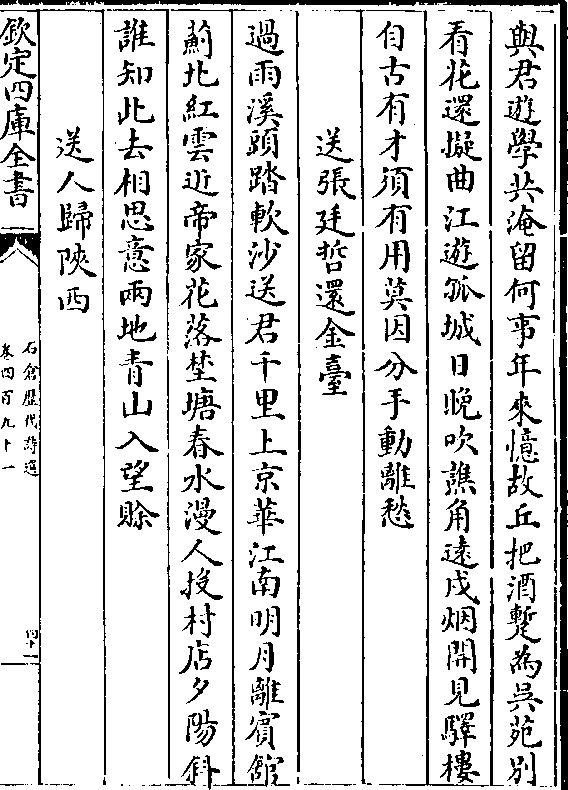 與君遊學共淹留何事年來憶故丘把酒蹔為吳苑别
看花還擬曲江遊孤城日晚吹譙角遠戍烟開見驛樓
自古有才須有用莫因分手動離愁
送張廷哲還金臺
過雨溪頭踏軟沙送君千里上京華江南明月離賓館
薊北紅雲近帝家花落埜塘春水漫人投村店夕陽斜
誰知此去相思意兩地青山入望賒
送人歸陝西
欽定四庫全書
石倉歷代詩選
卷四百九十一
四十一